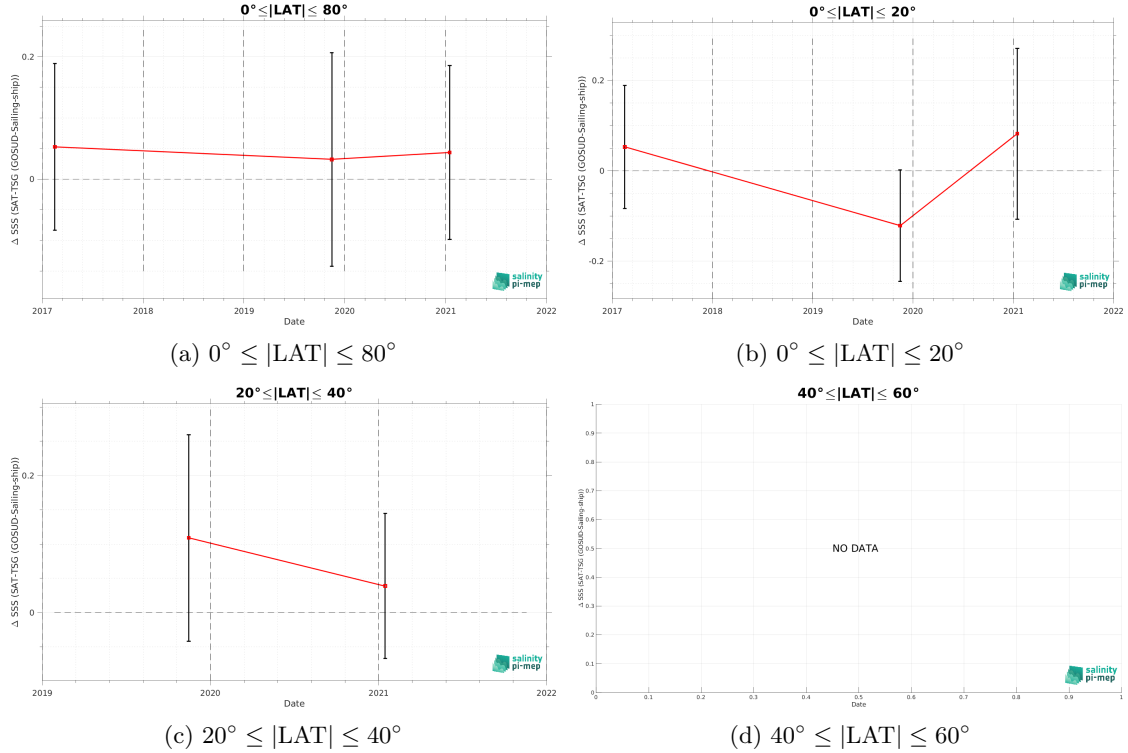 0°≤|LAT|≤ 80°
Δ SSS (SAT-TSG (GOSUD-Sailing-ship))
0.2
0
2017 2018 2019 2020 2021 2022
Date
salinity
pi-mep
(a) 0° ≤ |LAT| ≤ 80°
0°≤|LAT|≤ 20°
Δ SSS (SAT-TSG (GOSUD-Sailing-ship))
0.2
0
-0.2
2017 2018 2019 2020 2021 2022
Date
salinity
pi-mep
(b) 0° ≤ |LAT| ≤ 20°
20°≤|LAT|≤ 40°
Δ SSS (SAT-TSG (GOSUD-Sailing-ship))
0.2
0
2019 2020 2021 2022
Date
salinity
pi-mep
(c) 20° ≤ |LAT| ≤ 40°
40°≤|LAT|≤ 60°
Δ SSS (SAT-TSG (GOSUD-Sailing-ship))
1
0.9
0.8
0.7
0.6
0.5
0.4
0.3
0.2
0.1
0
NO DATA
0 0.1 0.2 0.3 0.4 0.5 0.6 0.7 0.8 0.9 1
Date
salinity
pi-mep
(d) 40° ≤ |LAT| ≤ 60°